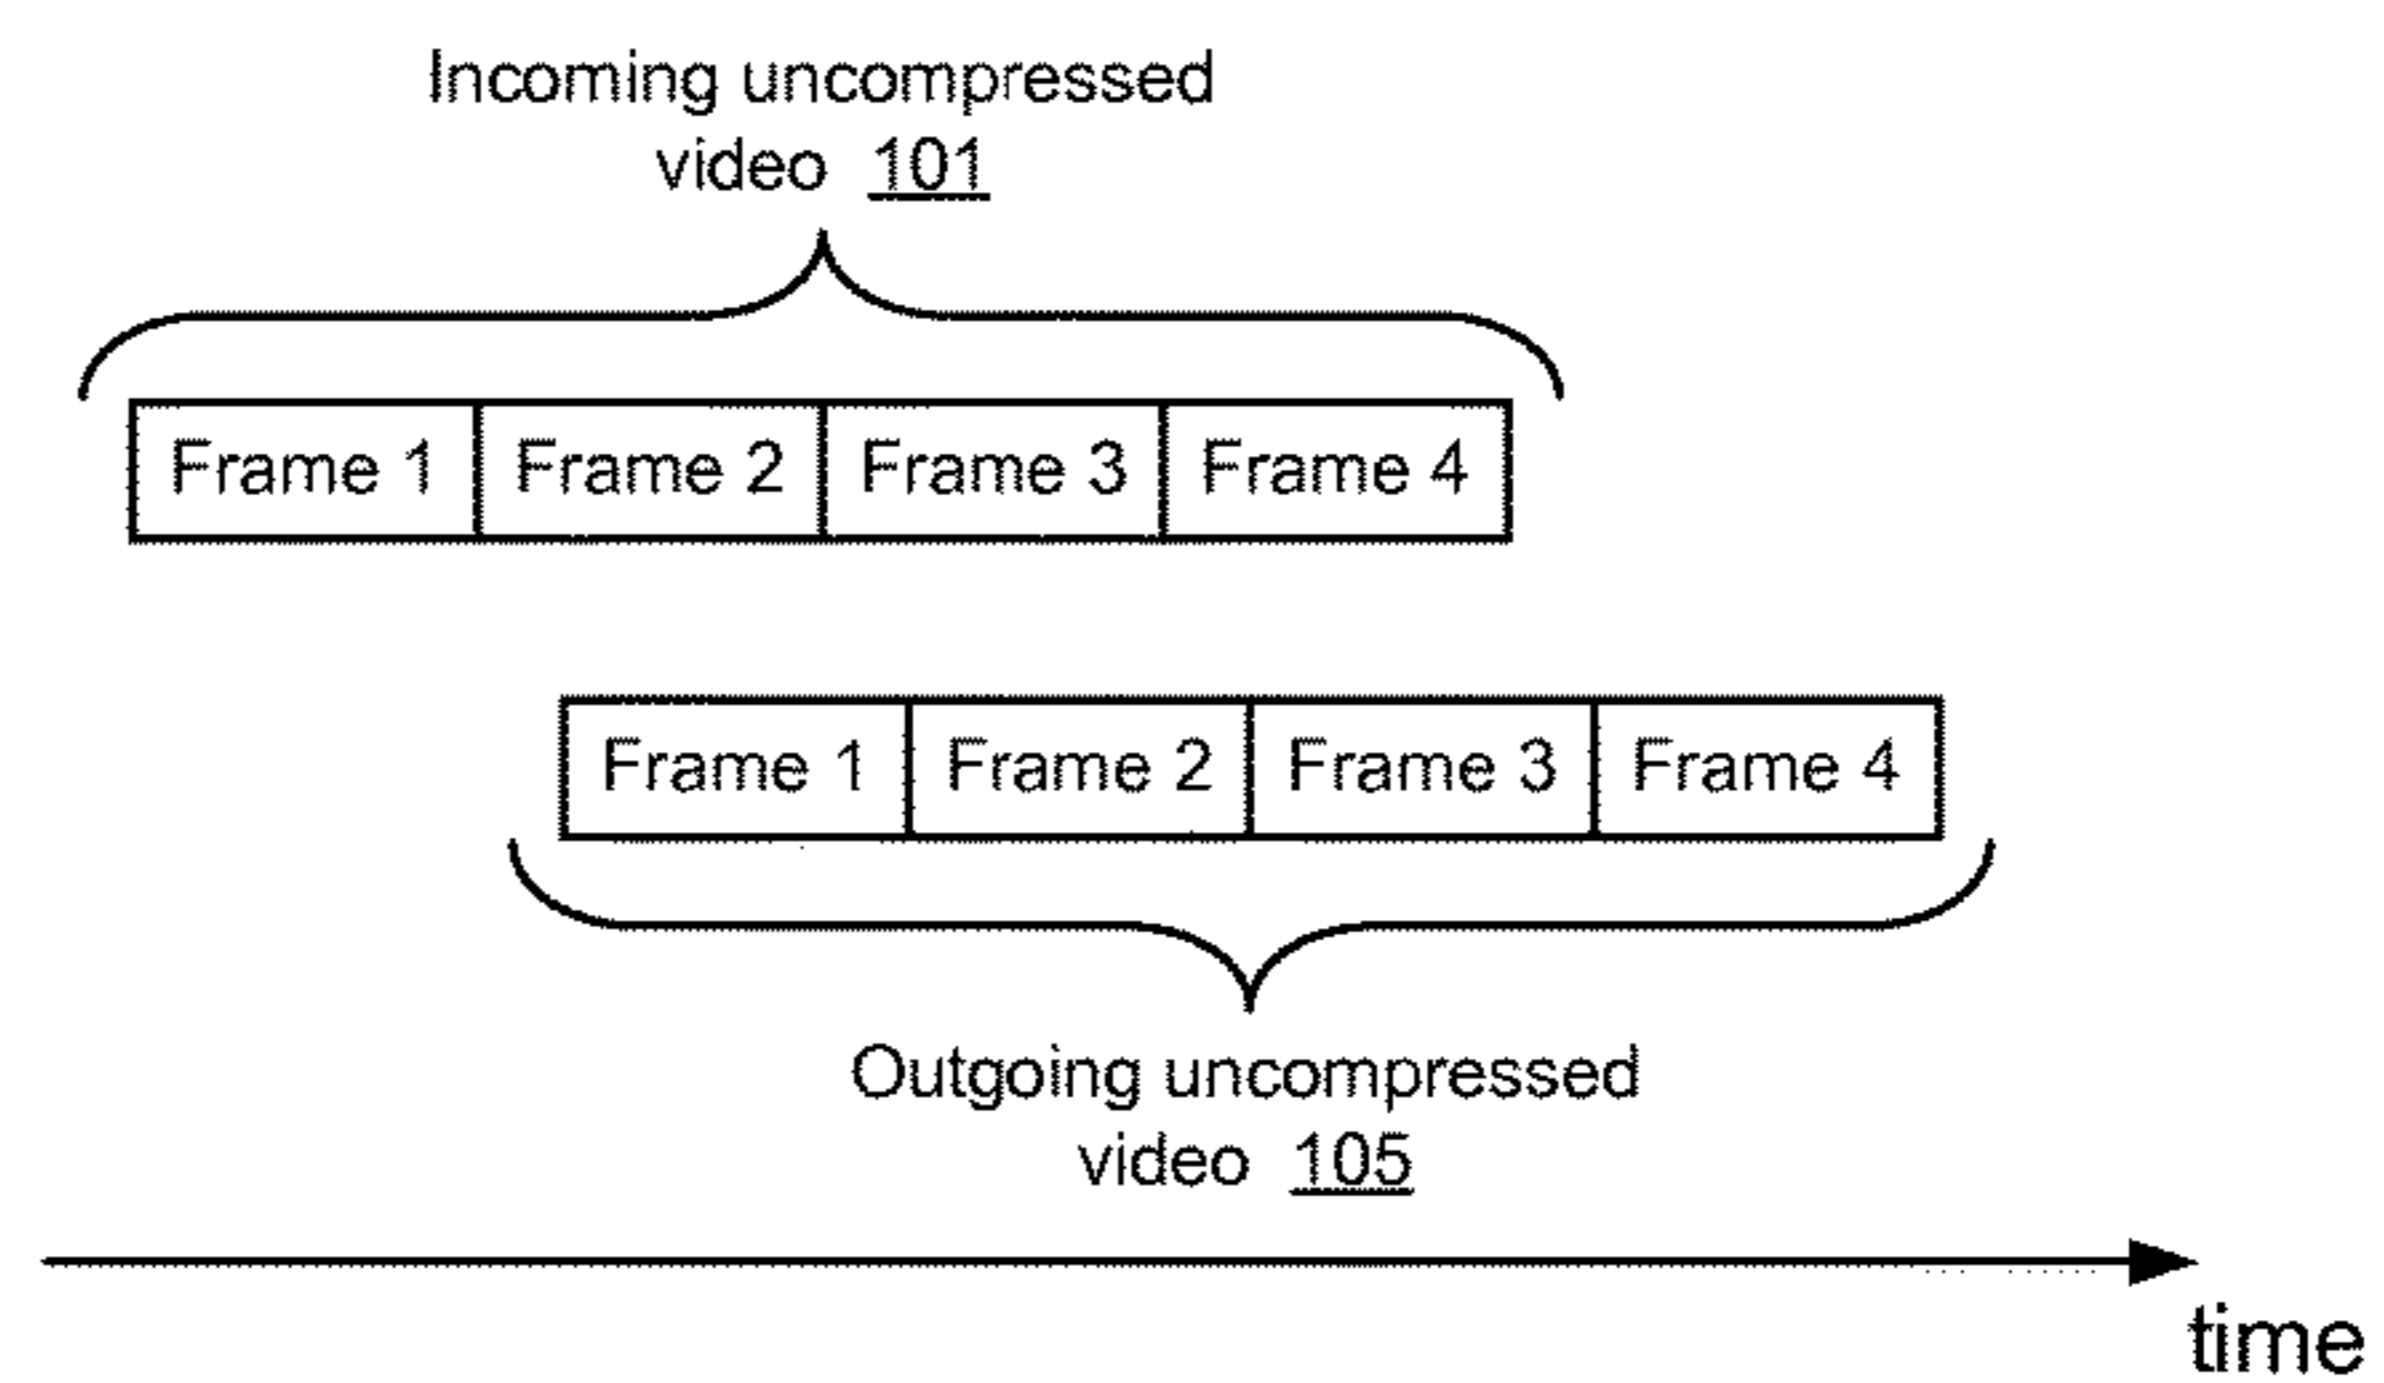 Incoming uncompressed
video 101
Frame 1 Frame 2 Frame 3 Frame 4
Frame 1 Frame 2 Frame 3 Frame 4
Outgoing uncompressed
video 105
time